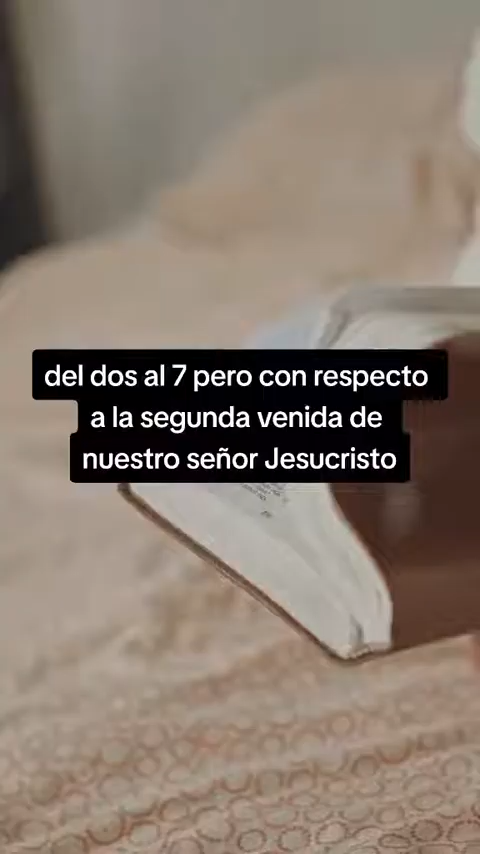 del dos al 7 pero con respecto
a la segunda venida de
nuestro señor Jesucristo